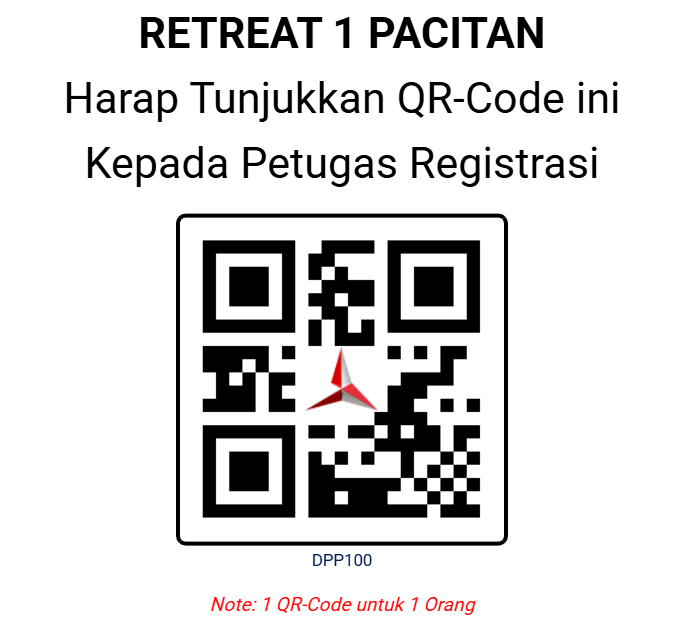 RETREAT 1 PACITAN
Harap Tunjukkan QR-Code ini
Kepada Petugas Registrasi
DPP100
Note: 1 QR-Code untuk 1 Orang